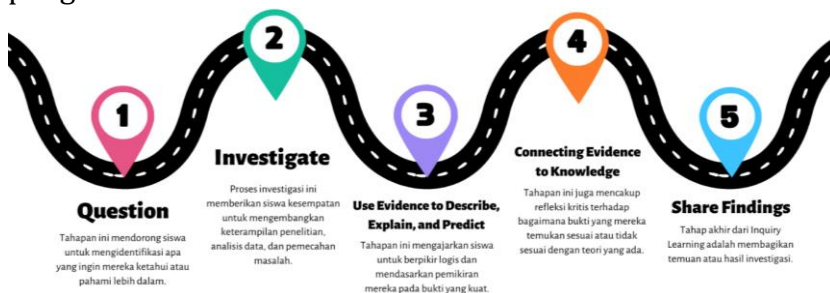 1
Question
Tahapan ini mendorong siswa
untuk mengidentifikasi apa
yang ingin mereka ketahui atau
pahami lebih dalam.
2
Investigate
Proses investigasi ini
memberikan siswa kesempatan
untuk mengembangkan
keterampilan penelitian,
analisis data, dan pemecahan
masalah.
3
Use Evidence to Describe,
Explain, and Predict
Tahapan ini mengajarkan siswa
untuk berpikir logis dan
mendasarkan pemikiran
mereka pada bukti yang kuat.
4
Connecting Evidence
to Knowledge
Tahapan ini juga mencakup
refleksi kritis terhadap
bagaimana bukti yang mereka
temukan sesuai atau tidak
sesuai dengan teori yang ada.
5
Share Findings
Tahap akhir dari Inquiry
Learning adalah membagikan
temuan atau hasil investigasi.